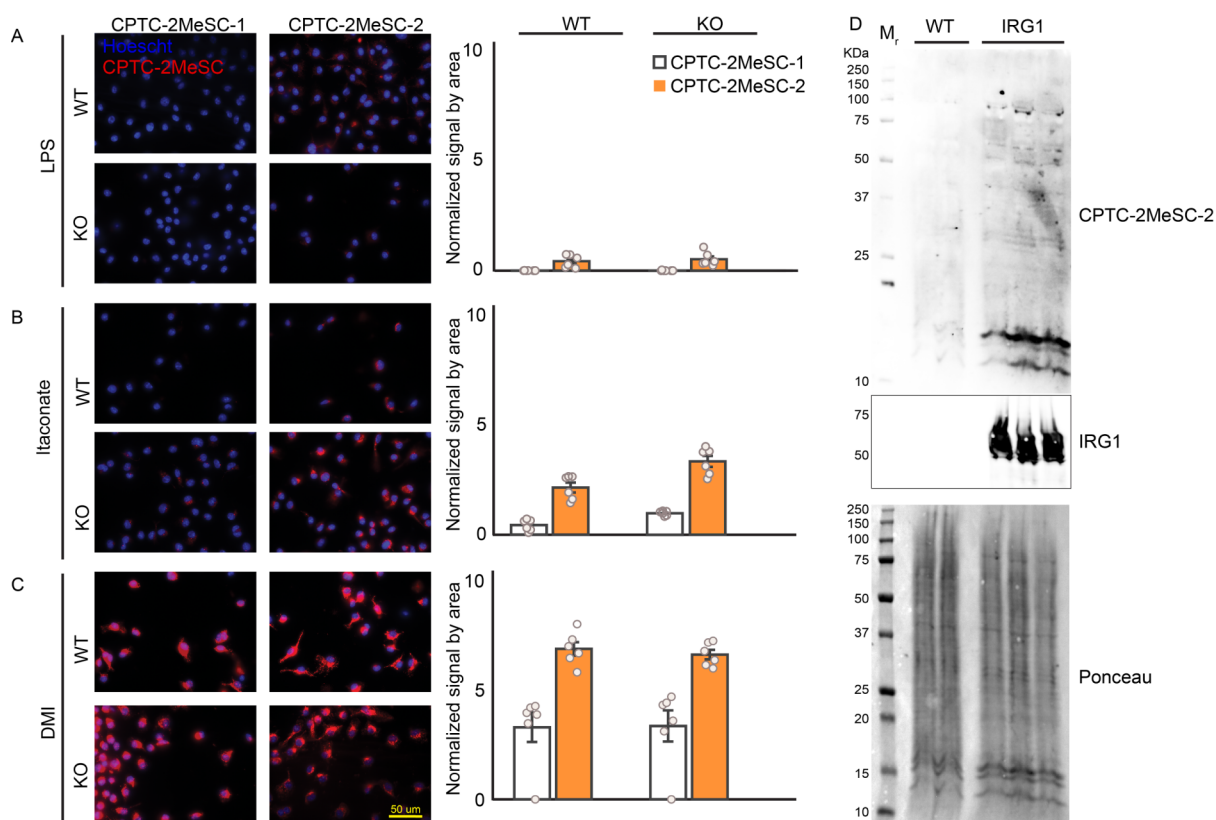 CPTC-2MeSC-1
CPTC-2MeSC-2
A
LPS
WT
Hoescht
CPTC-2MeSC
KO
Normalized signal by area
10
5
0
WT
KO
CPTC-2MeSC-1
CPTC-2MeSC-2
B
Itaconate
WT
KO
Normalized signal by area
10
5
0
C
DMI
WT
KO
50 um
Normalized signal by area
10
5
0
D
Mr
WT
IRG1
KDa
250
150
100
75
50
37
25
10
CPTC-2MeSC-2
75
50
IRG1
250
150
100
75
50
37
25
20
15
10
Ponceau